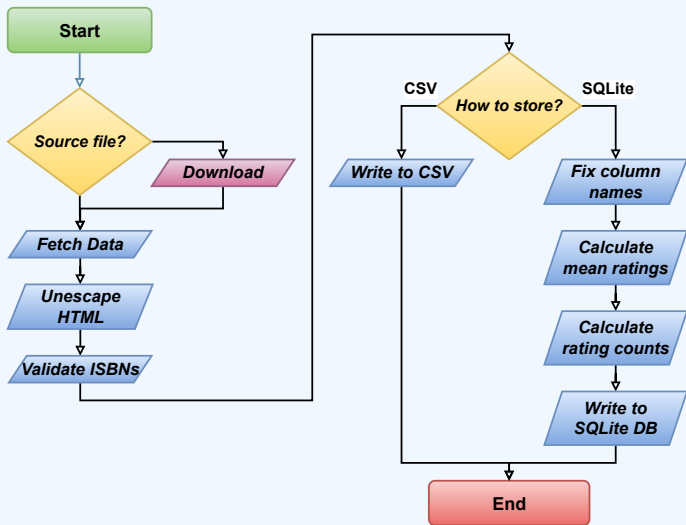 Start
Source file?
Download
Fetch Data
Unescape
HTML
Validate ISBNs
How to store?
CSV
SQLite
Write to CSV
Fix column
names
Calculate
mean ratings
Calculate
rating counts
Write to
SQLite DB
End